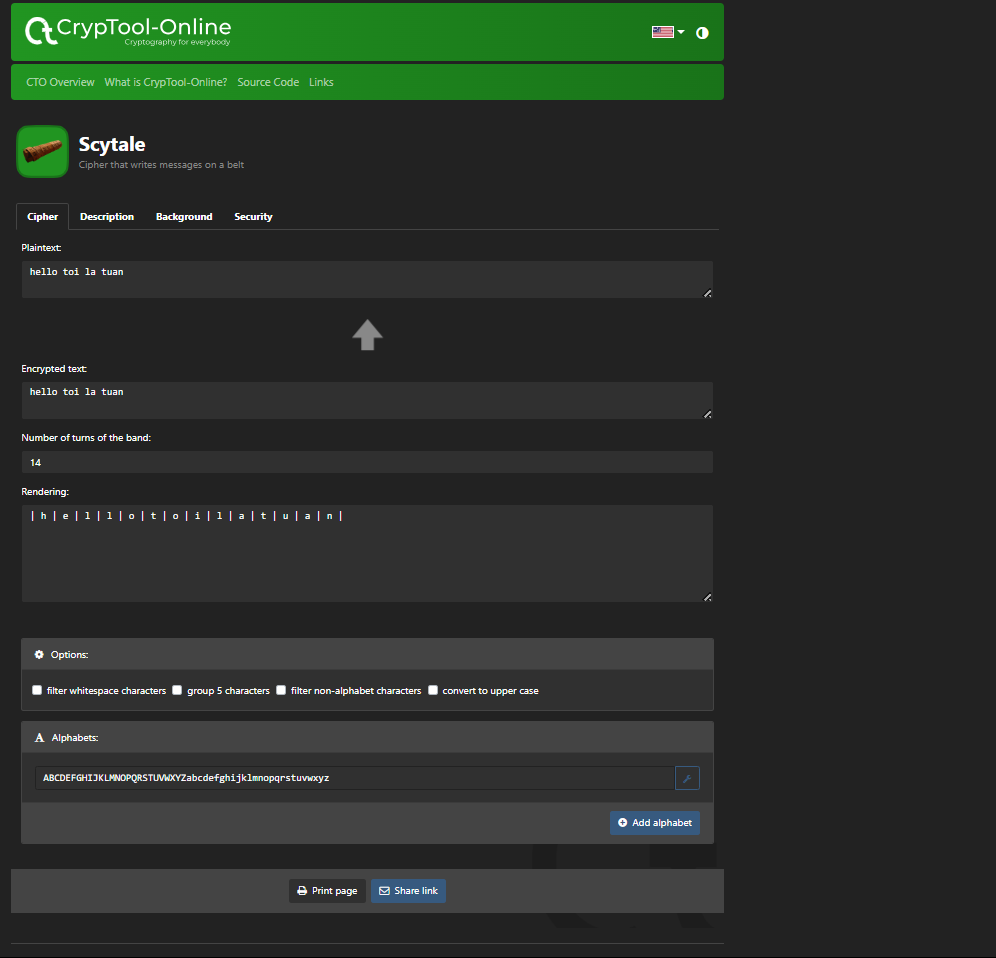 CrypTool-Online
Cryptography for everybody
CTO Overview What is CrypTool-Online? Source Code Links
Scytale
Cipher that writes messages on a belt
Cipher Description Background Security
Plaintext:
hello toi la tuan
Encrypted text:
hello toi la tuan
Number of turns of the band:
14
Rendering:
| h | e | l | l | o | t | o | i | l | a | t | u | a | n |
Options:
filter whitespace characters group 5 characters filter non-alphabet characters convert to upper case
A Alphabets:
ABCDEFGHIJKLMNOPQRSTUVWXYZabcdefghijklmnopqrstuvwxyz
Add alphabet
Print page Share link